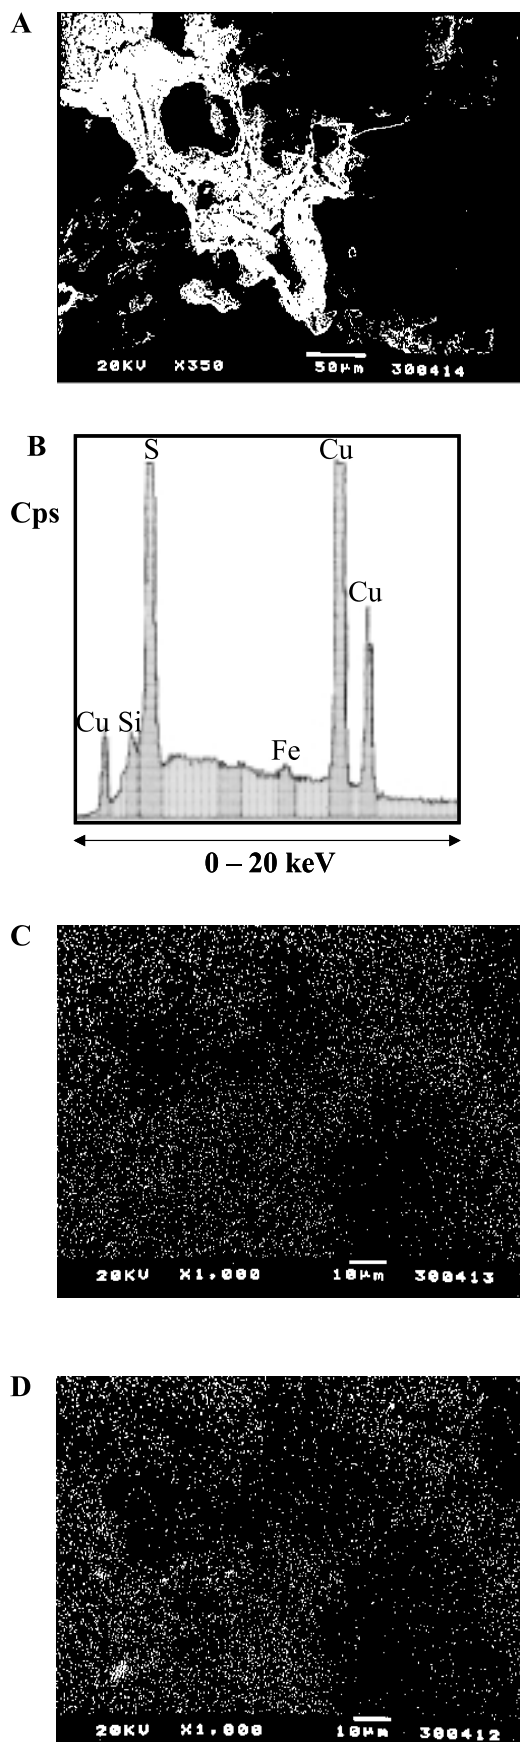 A
20KV X350 50µm 300414
B
S Cu
Cps
Cu
Cu Si
Fe
0 – 20 keV
C
20KV X1,000 10µm 300413
D
20KV X1,000 10µm 300412